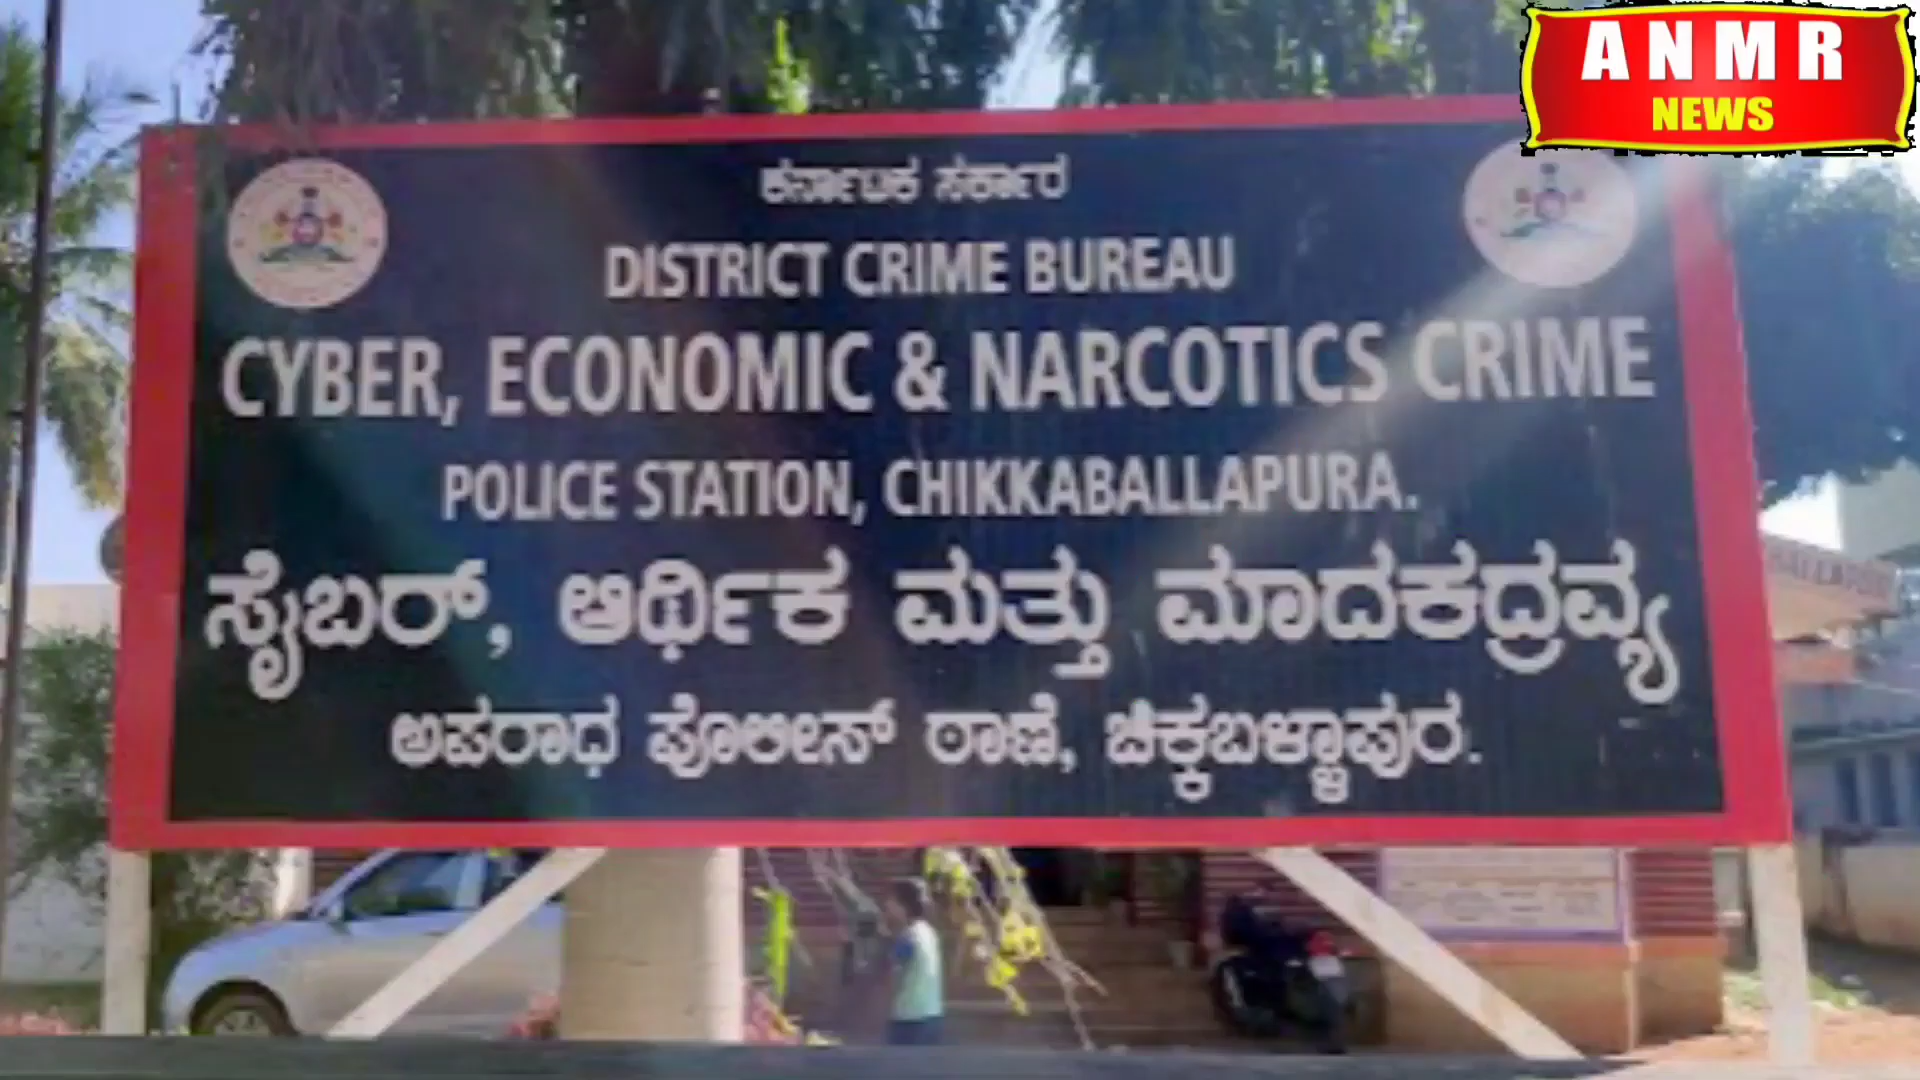 ANMR
NEWS
ಕರ್ನಾಟಕ ಸರ್ಕಾರ
DISTRICT CRIME BUREAU
CYBER, ECONOMIC & NARCOTICS CRIME
POLICE STATION, CHIKKABALLAPURA.
ಸೈಬರ್, ಆರ್ಥಿಕ ಮತ್ತು ಮಾದಕದ್ರವ್ಯ
ಅಪರಾಧ ಪೊಲೀಸ್ ಠಾಣೆ, ಚಿಕ್ಕಬಳ್ಳಾಪುರ.